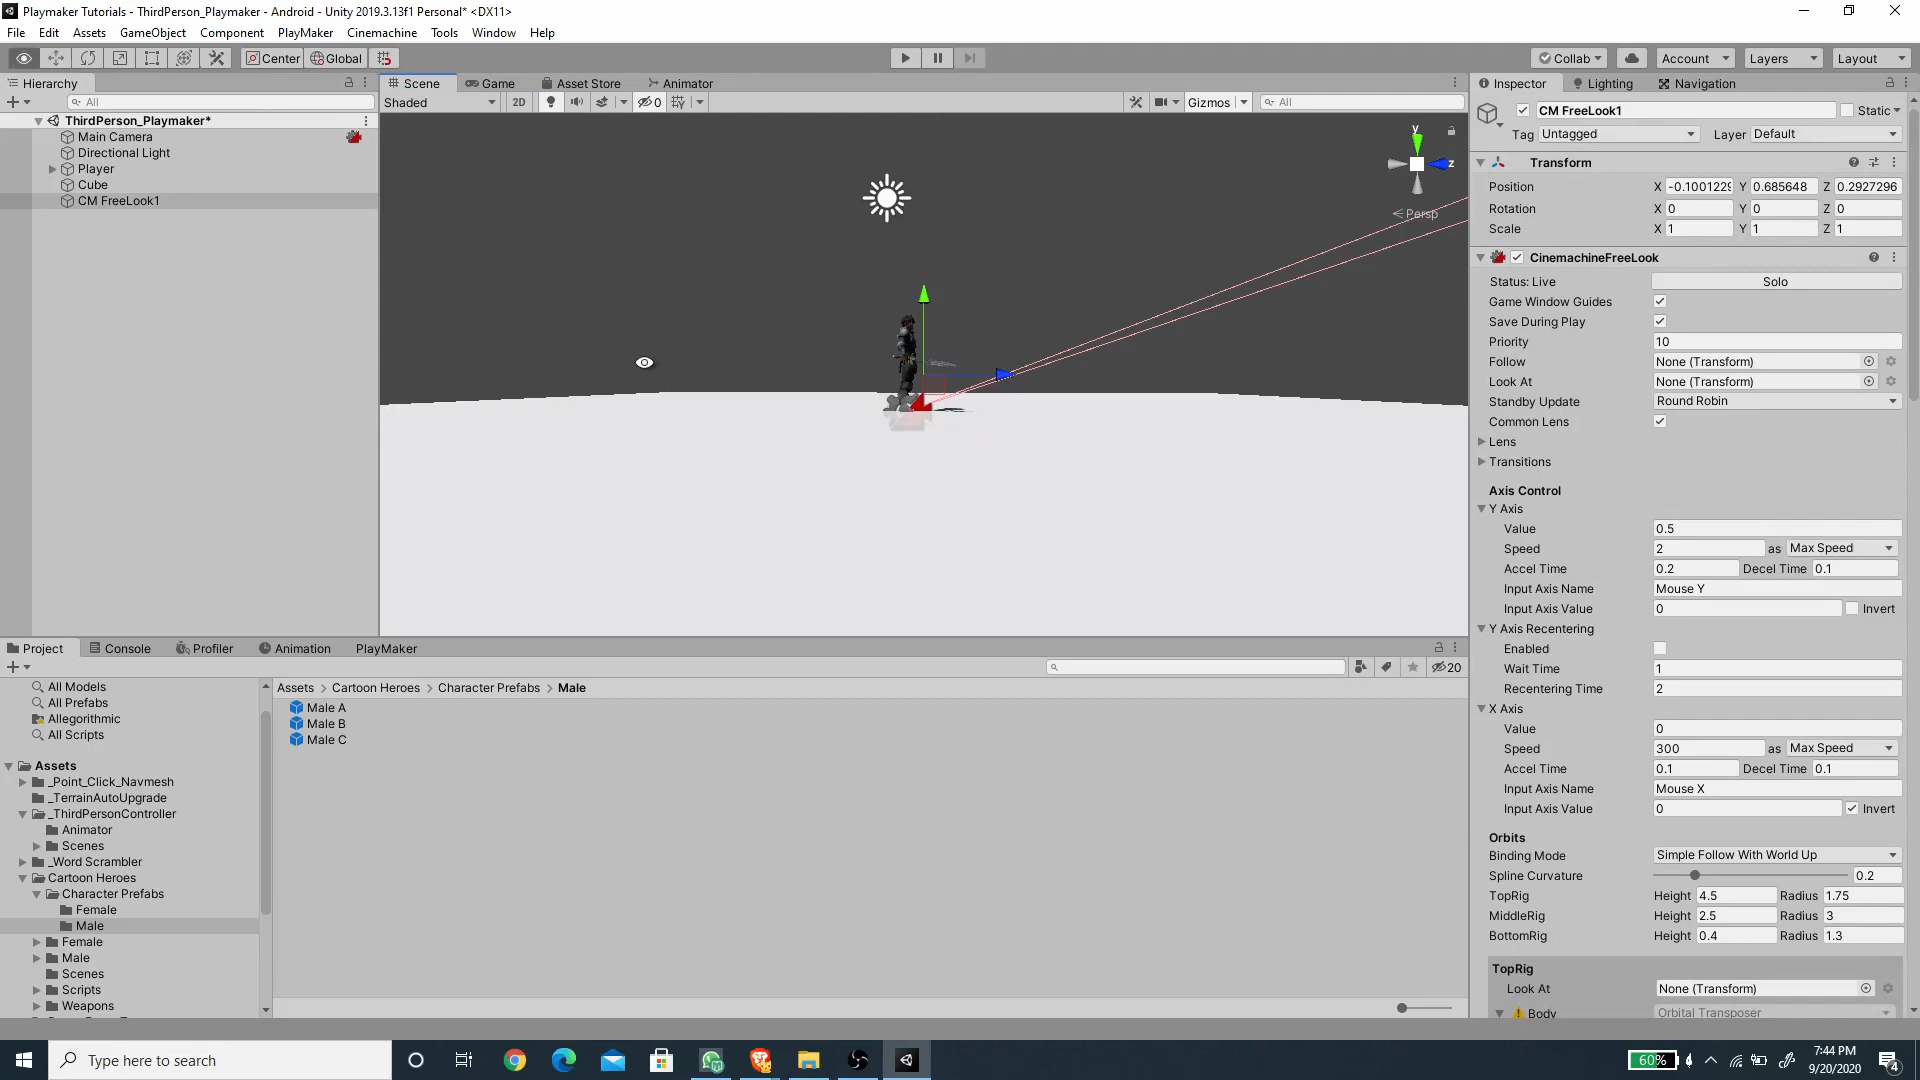 Playmaker Tutorials - ThirdPerson_Playmaker - Android - Unity 2019.3.13f1 Personal* <DX11>
File Edit Assets GameObject Component PlayMaker Cinemachine Tools Window Help
Center Global Collab Account Layers Layout
Hierarchy
All
ThirdPerson_Playmaker*
Main Camera
Directional Light
Player
Cube
CM FreeLook1
Scene Game Asset Store Animator
Shaded 2D 0 Gizmos All
y
z
Persp
Inspector Lighting Navigation
CM FreeLook1 Static
Tag Untagged Layer Default
Transform
Position X -0.1001229 Y 0.685648 Z 0.2927296
Rotation X 0 Y 0 Z 0
Scale X 1 Y 1 Z 1
CinemachineFreeLook
Status: Live Solo
Game Window Guides
Save During Play
Priority 10
Follow None (Transform)
Look At None (Transform)
Standby Update Round Robin
Common Lens
Lens
Transitions
Axis Control
Y Axis
Value 0.5
Speed 2 as Max Speed
Accel Time 0.2 Decel Time 0.1
Input Axis Name Mouse Y
Input Axis Value 0 Invert
Y Axis Recentering
Enabled
Wait Time 1
Recentering Time 2
X Axis
Value 0
Speed 300 as Max Speed
Accel Time 0.1 Decel Time 0.1
Input Axis Name Mouse X
Input Axis Value 0 Invert
Orbits
Binding Mode Simple Follow With World Up
Spline Curvature 0.2
TopRig Height 4.5 Radius 1.75
MiddleRig Height 2.5 Radius 3
BottomRig Height 0.4 Radius 1.3
TopRig
Look At None (Transform)
Body Orbital Transposer
Project Console Profiler Animation PlayMaker
20
All Models
All Prefabs
Allegorithmic
All Scripts
Assets
_Point_Click_Navmesh
_TerrainAutoUpgrade
_ThirdPersonController
Animator
Scenes
_Word Scrambler
Cartoon Heroes
Character Prefabs
Female
Male
Female
Male
Scenes
Scripts
Weapons
Assets > Cartoon Heroes > Character Prefabs > Male
Male A
Male B
Male C
Type here to search
60%
7:44 PM
9/20/2020
4